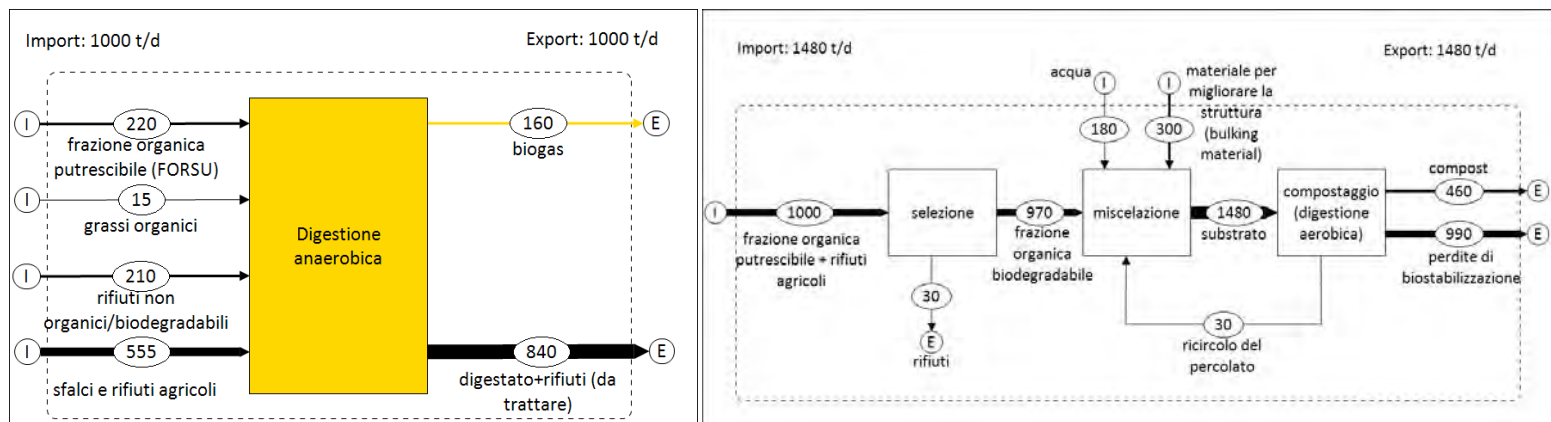 Import: 1000 t/d
Export: 1000 t/d
I
220
frazione organica
putrescibile (FORSU)
I
15
grassi organici
I
210
rifiuti non
organici/biodegradabili
I
555
sfalci e rifiuti agricoli
Digestione
anaerobica
160
biogas
E
840
digestato+rifiuti (da
trattare)
E
Import: 1480 t/d
Export: 1480 t/d
acqua
I
180
I
materiale per
migliorare la
struttura
(bulking
material)
300
I
1000
frazione organica
putrescibile + rifiuti
agricoli
selezione
30
E
rifiuti
970
frazione
organica
biodegradabile
miscelazione
1480
substrato
compostaggio
(digestione
aerobica)
compost
460
E
990
E
perdite di
biostabilizzazione
30
ricircolo del
percolato